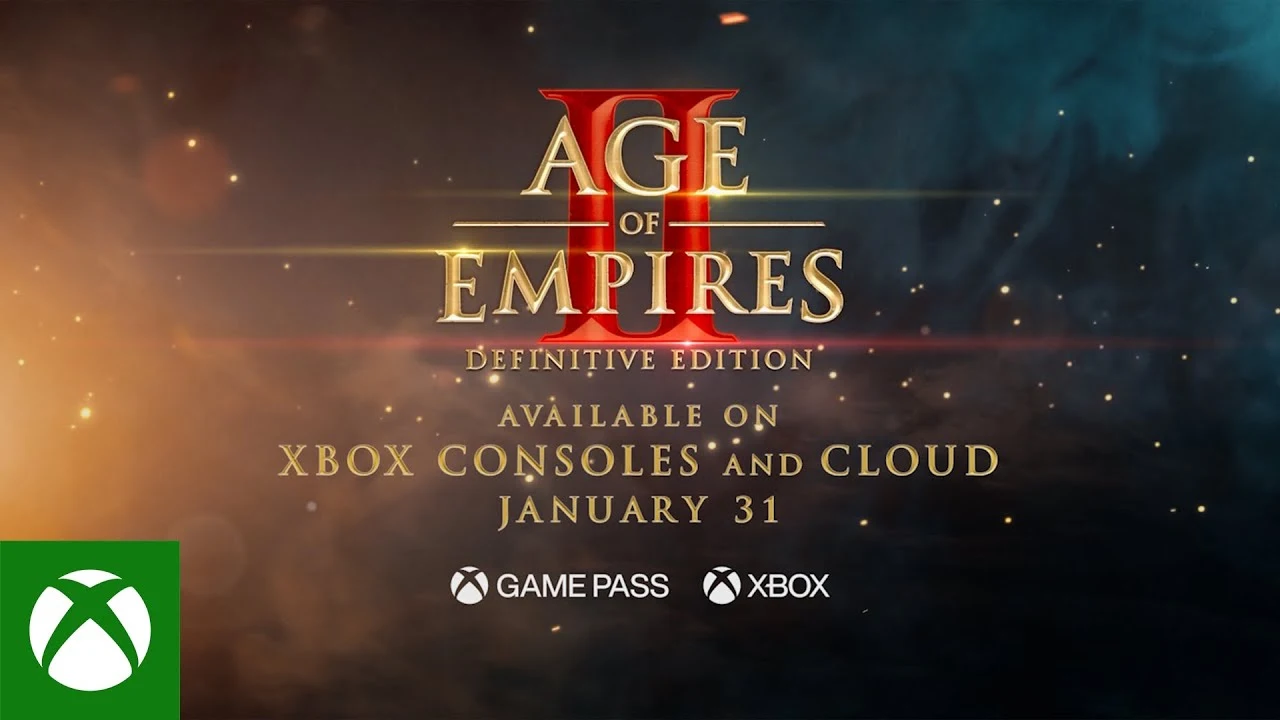 II
AGE
OF
EMPIRES
DEFINITIVE EDITION
AVAILABLE ON
XBOX CONSOLES AND CLOUD
JANUARY 31
GAME PASS XBOX